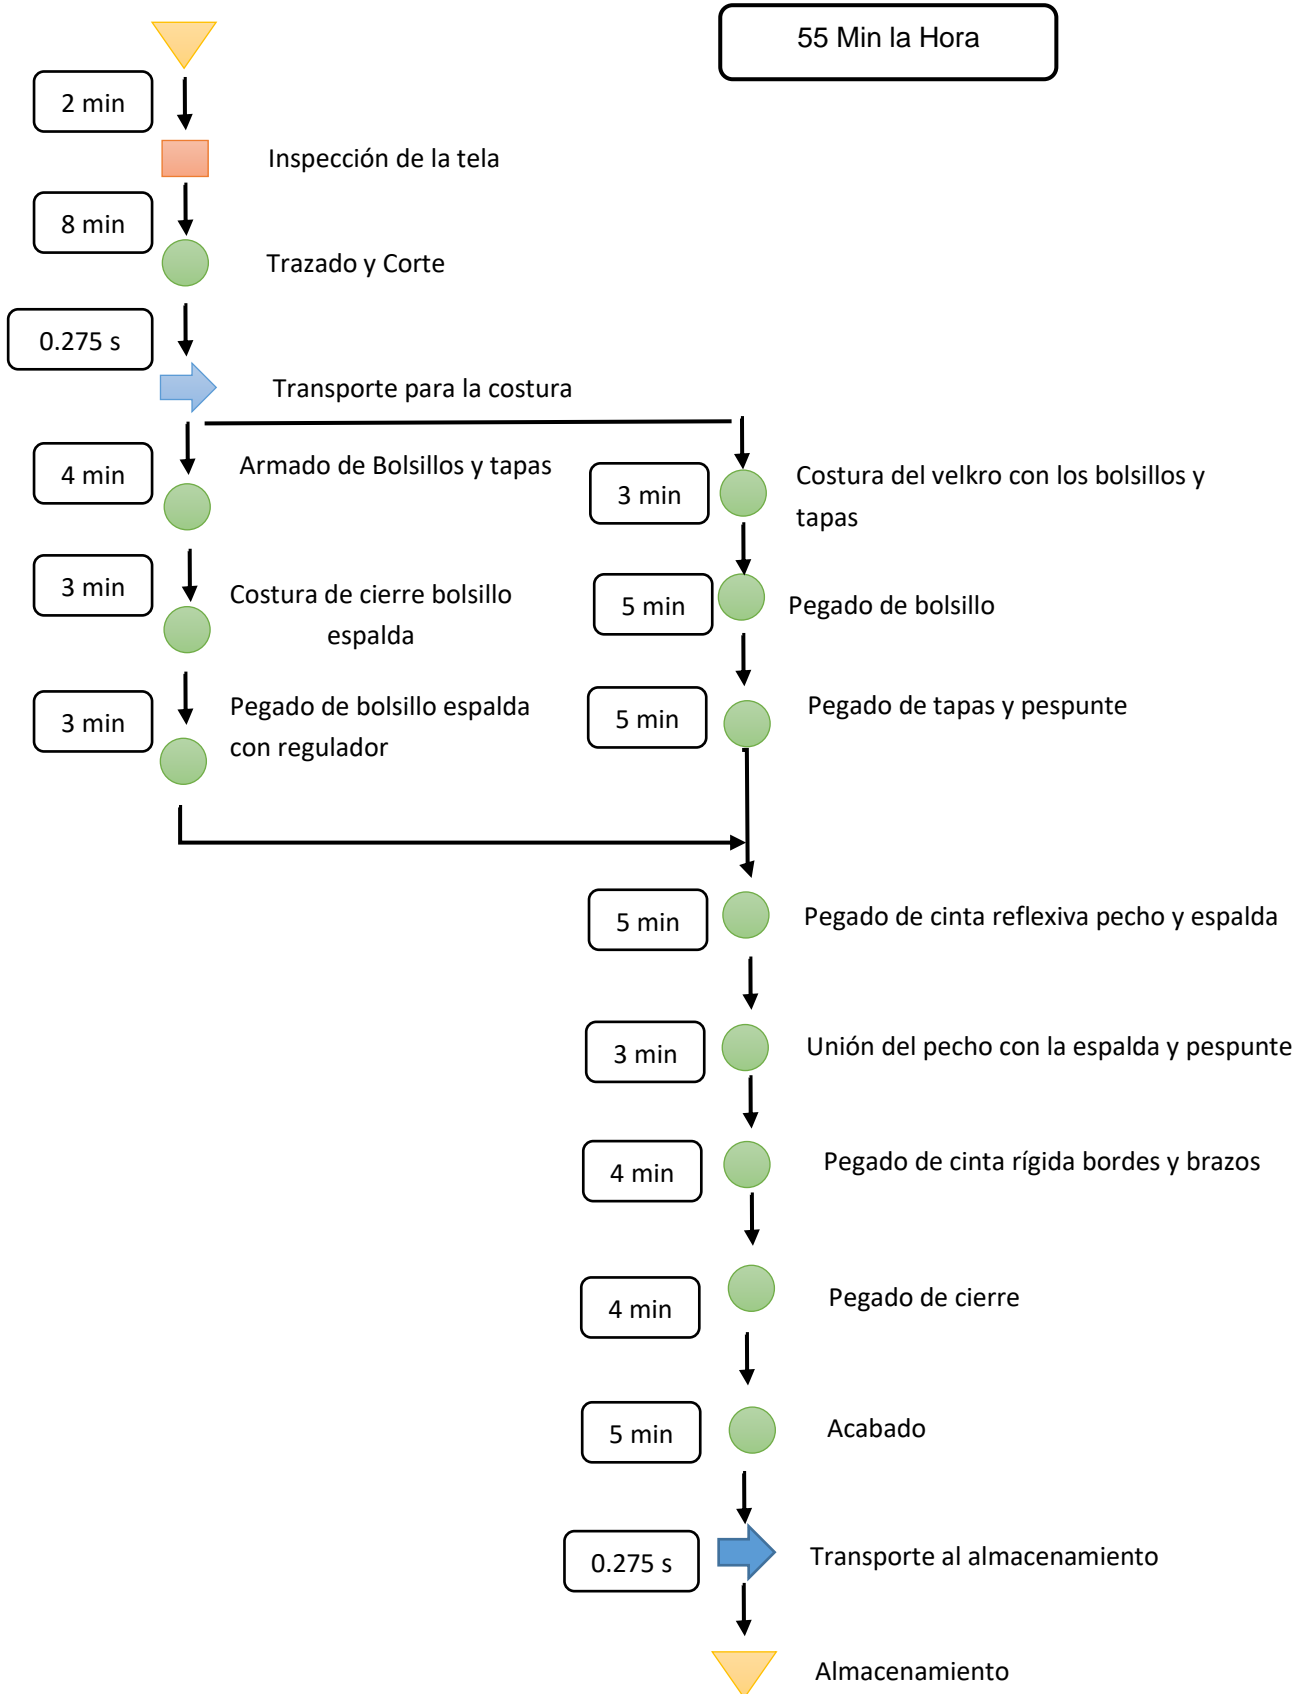 55 Min la Hora
2 min
Inspección de la tela
8 min
Trazado y Corte
0.275 s
Transporte para la costura
4 min
Armado de Bolsillos y tapas
3 min
Costura de cierre bolsillo
espalda
3 min
Pegado de bolsillo espalda
con regulador
3 min
Costura del velkro con los bolsillos y
tapas
5 min
Pegado de bolsillo
5 min
Pegado de tapas y pespunte
5 min
Pegado de cinta reflexiva pecho y espalda
3 min
Unión del pecho con la espalda y pespunte
4 min
Pegado de cinta rígida bordes y brazos
4 min
Pegado de cierre
5 min
Acabado
0.275 s
Transporte al almacenamiento
Almacenamiento